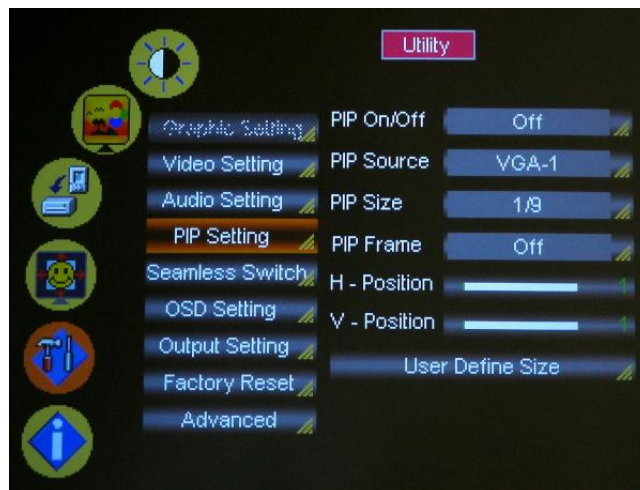 Utility
Graphic Setting
Video Setting
Audio Setting
PIP Setting
Seamless Switch
OSD Setting
Output Setting
Factory Reset
Advanced
PIP On/Off Off
PIP Source VGA-1
PIP Size 1/9
PIP Frame Off
H - Position 1
V - Position 1
User Define Size